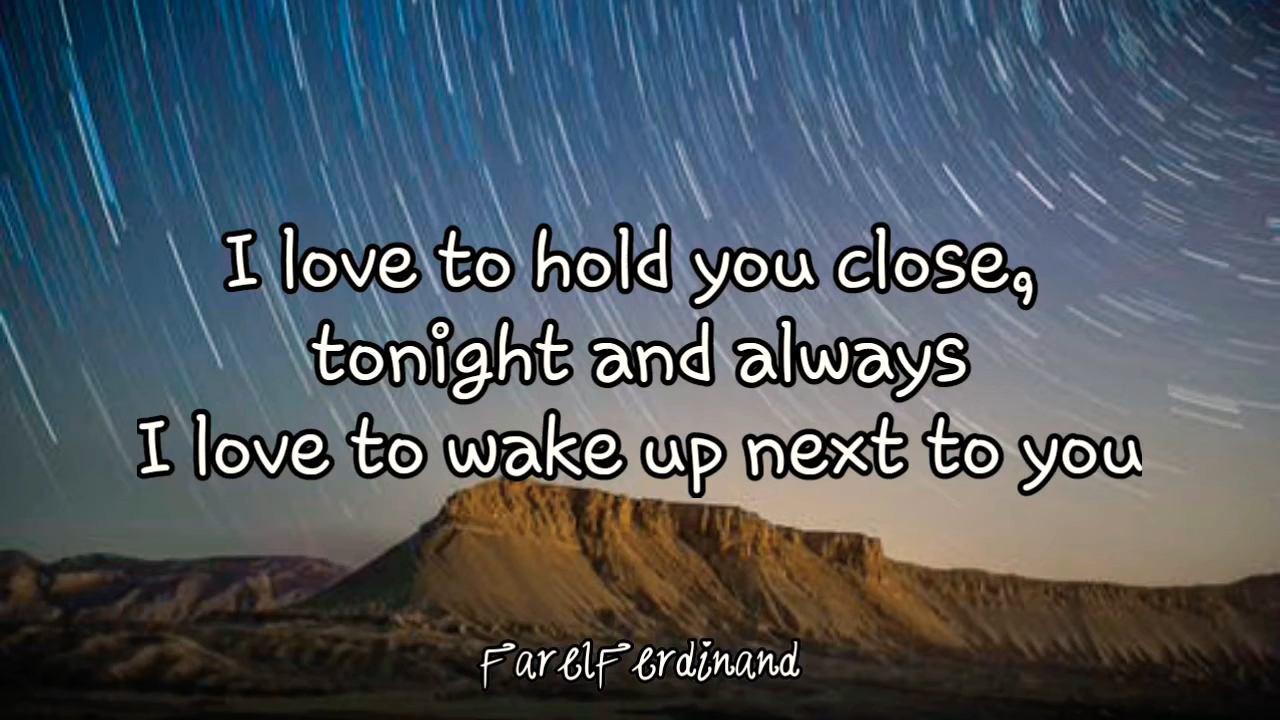 I love to hold you close,
tonight and always
I love to wake up next to you
FarelFerdinand